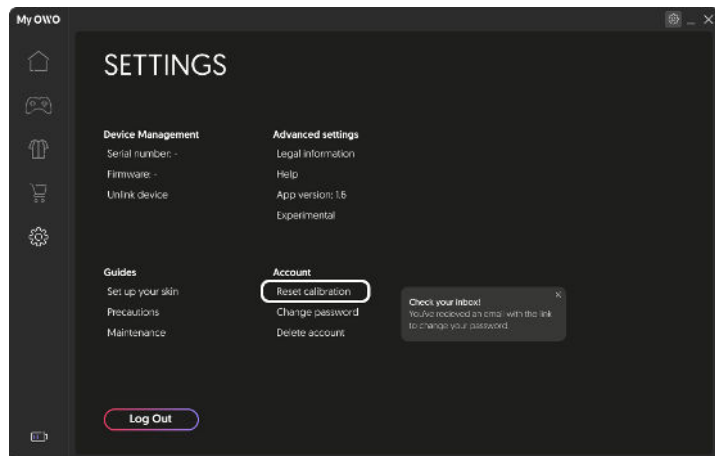 My OWO
SETTINGS
Device Management
Serial number: -
Firmware: -
Unlink device
Advanced settings
Legal information
Help
App version: 1.6
Experimental
Guides
Set up your skin
Precautions
Maintenance
Account
Reset calibration
Change password
Delete account
Check your inbox!
You've recieved an email with the link
to change your password.
Log Out